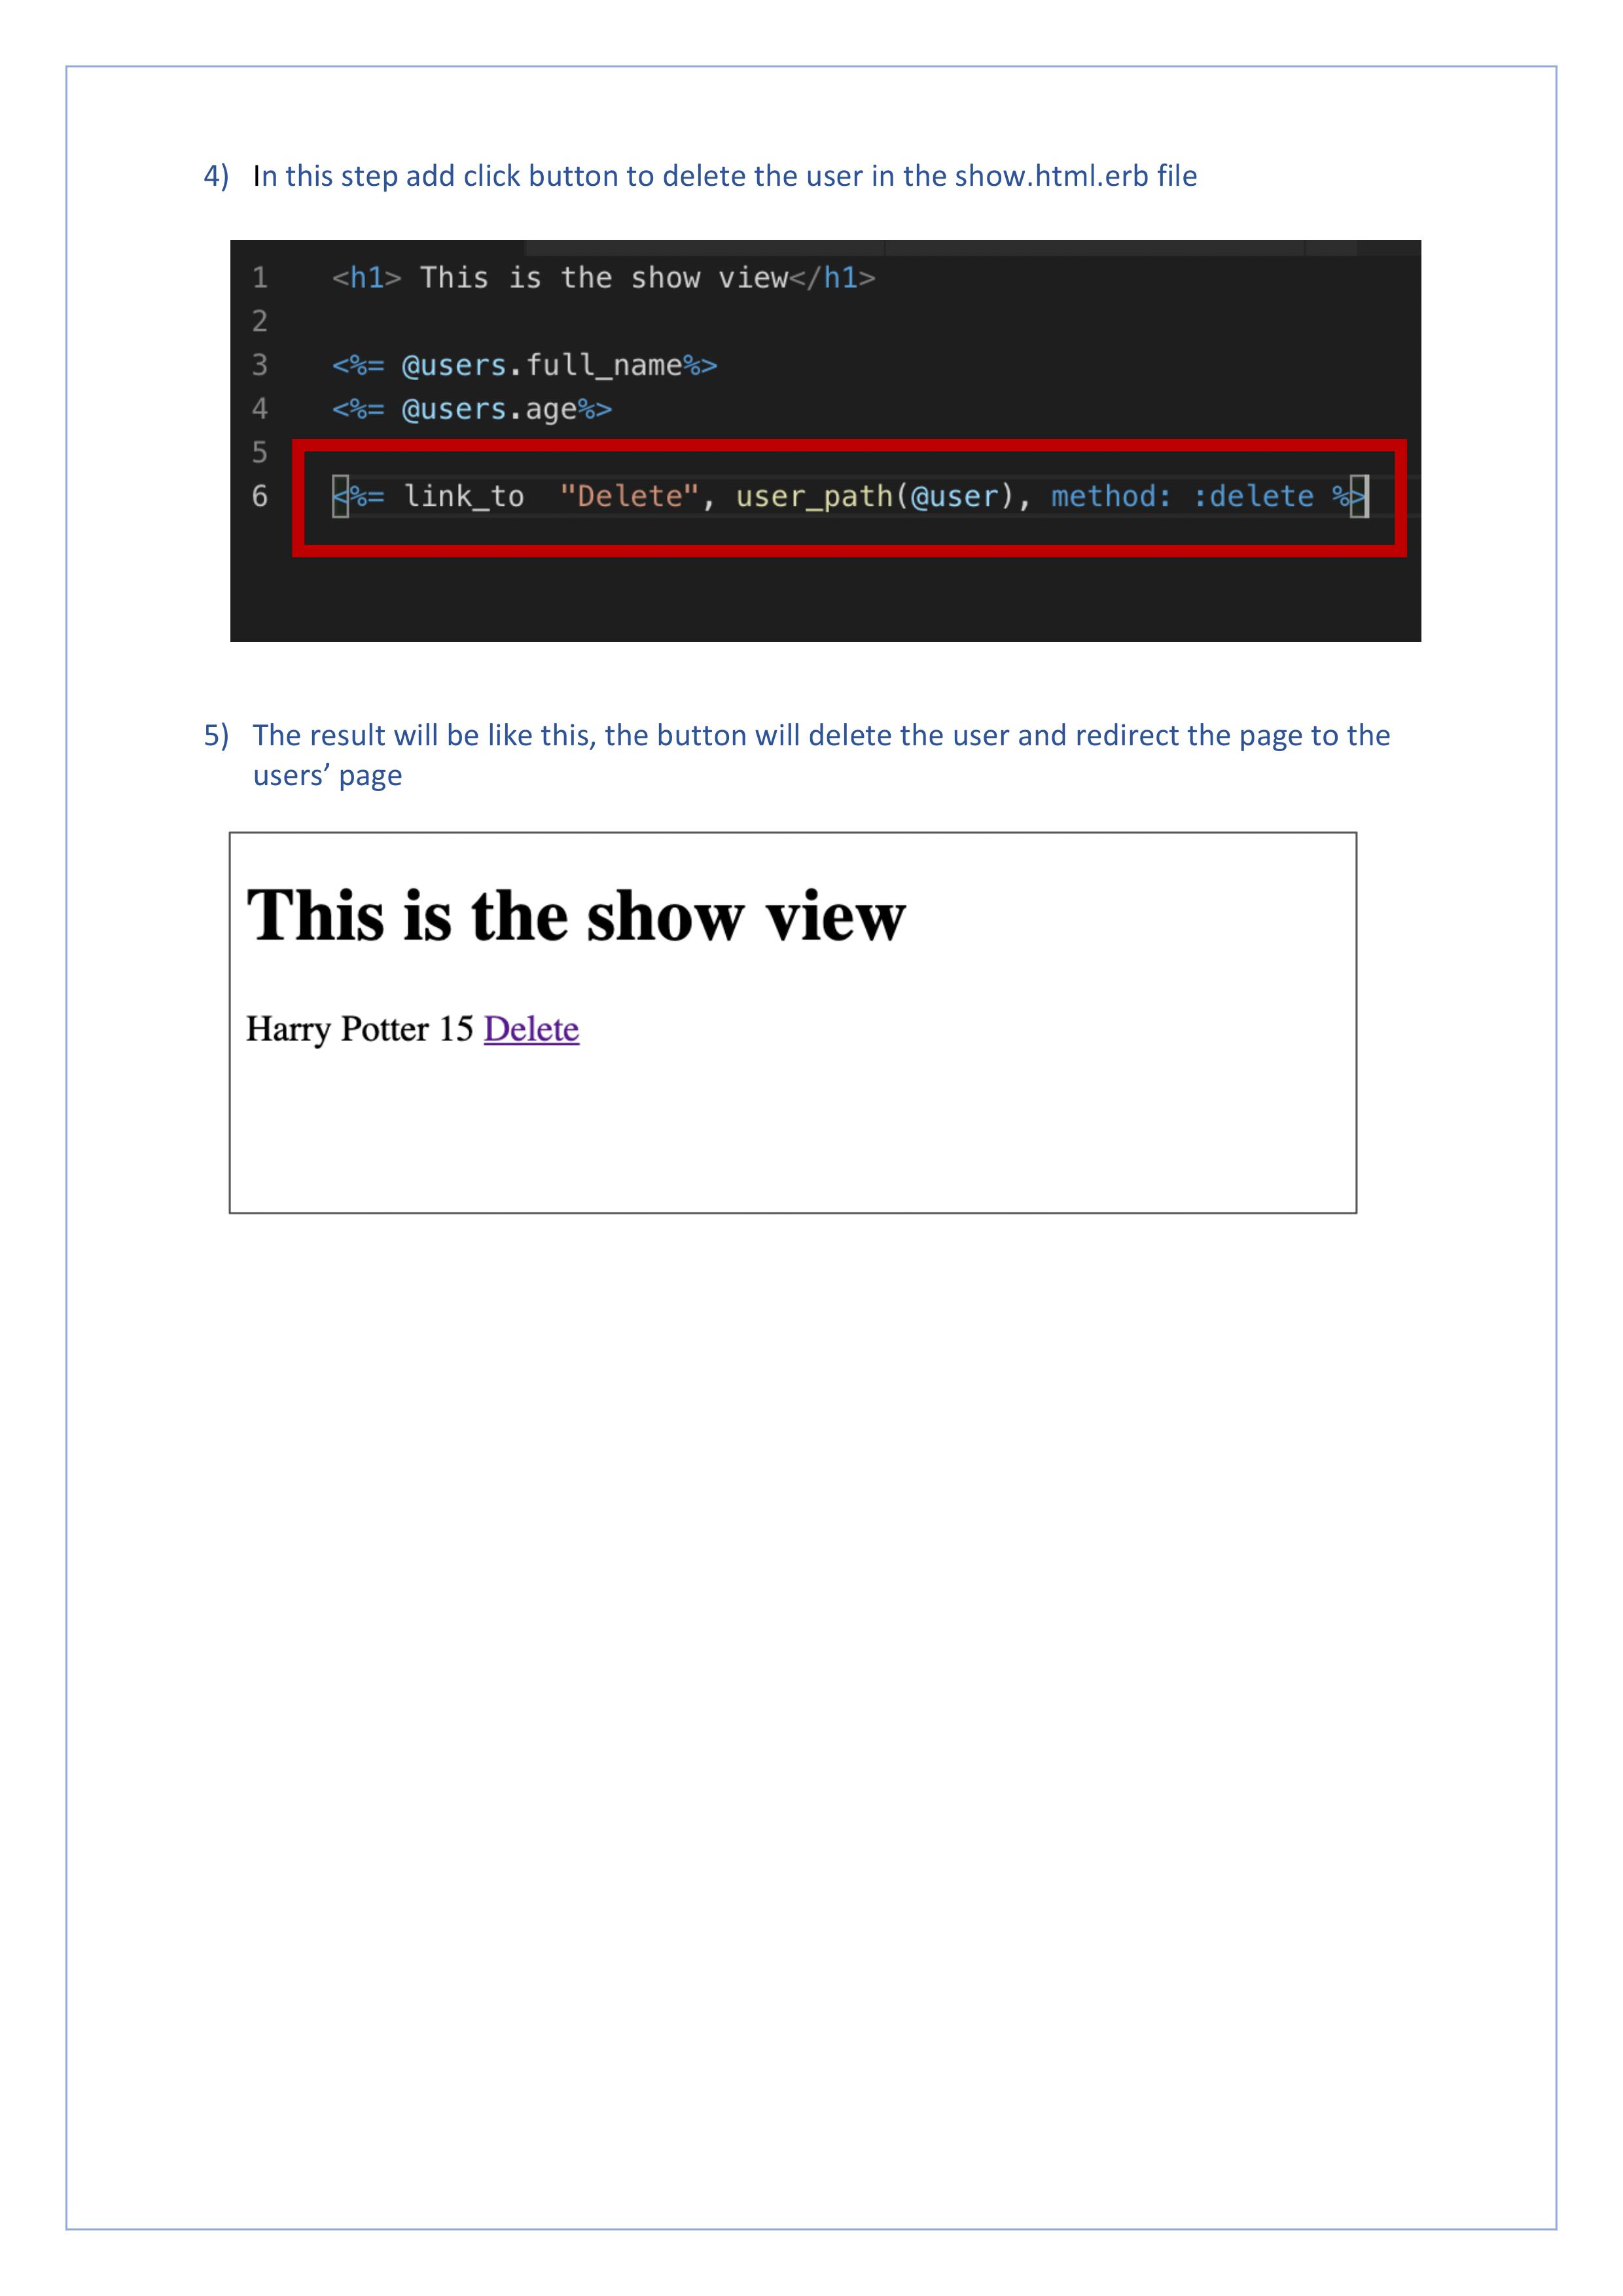 4) In this step add click button to delete the user in the show.html.erb file
1 <h1> This is the show view</h1>
2
3 <%= @users.full_name%>
4 <%= @users.age%>
5
6 <%= link_to  "Delete", user_path(@user), method: :delete %>
5) The result will be like this, the button will delete the user and redirect the page to the
users’ page
This is the show view
Harry Potter 15 Delete